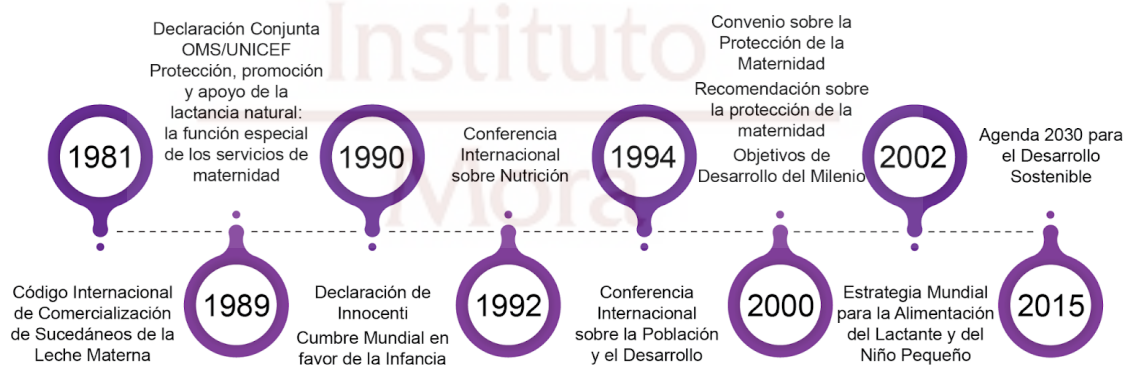 Instituto
Mora
1981
Código Internacional
de Comercialización
de Sucedáneos de la
Leche Materna
Declaración Conjunta
OMS/UNICEF
Protección, promoción
y apoyo de la
lactancia natural:
la función especial
de los servicios de
maternidad
1989
1990
Declaración de
Innocenti
Cumbre Mundial en
favor de la Infancia
Conferencia
Internacional
sobre Nutrición
1992
1994
Conferencia
Internacional
sobre la Población
y el Desarrollo
Convenio sobre la
Protección de la
Maternidad
Recomendación sobre
la protección de la
maternidad
Objetivos de
Desarrollo del Milenio
2000
2002
Estrategia Mundial
para la Alimentación
del Lactante y del
Niño Pequeño
Agenda 2030 para
el Desarrollo
Sostenible
2015